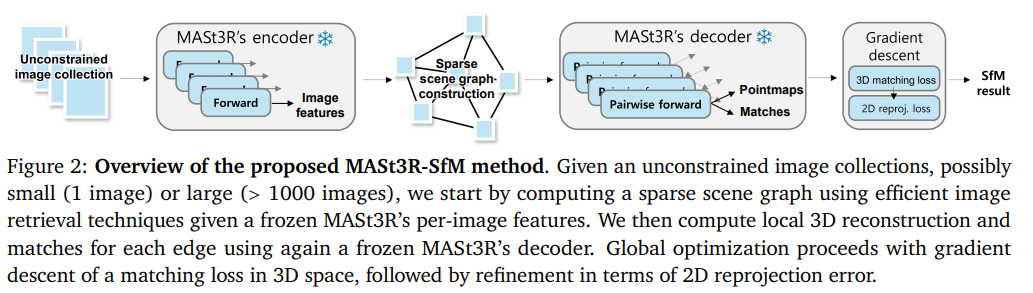 Unconstrained
image collection
MASt3R's encoder
Forward
Image
features
Sparse
scene graph
construction
MASt3R's decoder
Pairwise forward
Pointmaps
Matches
Gradient
descent
3D matching loss
2D reproj. loss
SfM
result
Figure 2: Overview of the proposed MASt3R-SfM method. Given an unconstrained image collections, possibly
small (1 image) or large (> 1000 images), we start by computing a sparse scene graph using efficient image
retrieval techniques given a frozen MASt3R's per-image features. We then compute local 3D reconstruction and
matches for each edge using again a frozen MASt3R's decoder. Global optimization proceeds with gradient
descent of a matching loss in 3D space, followed by refinement in terms of 2D reprojection error.